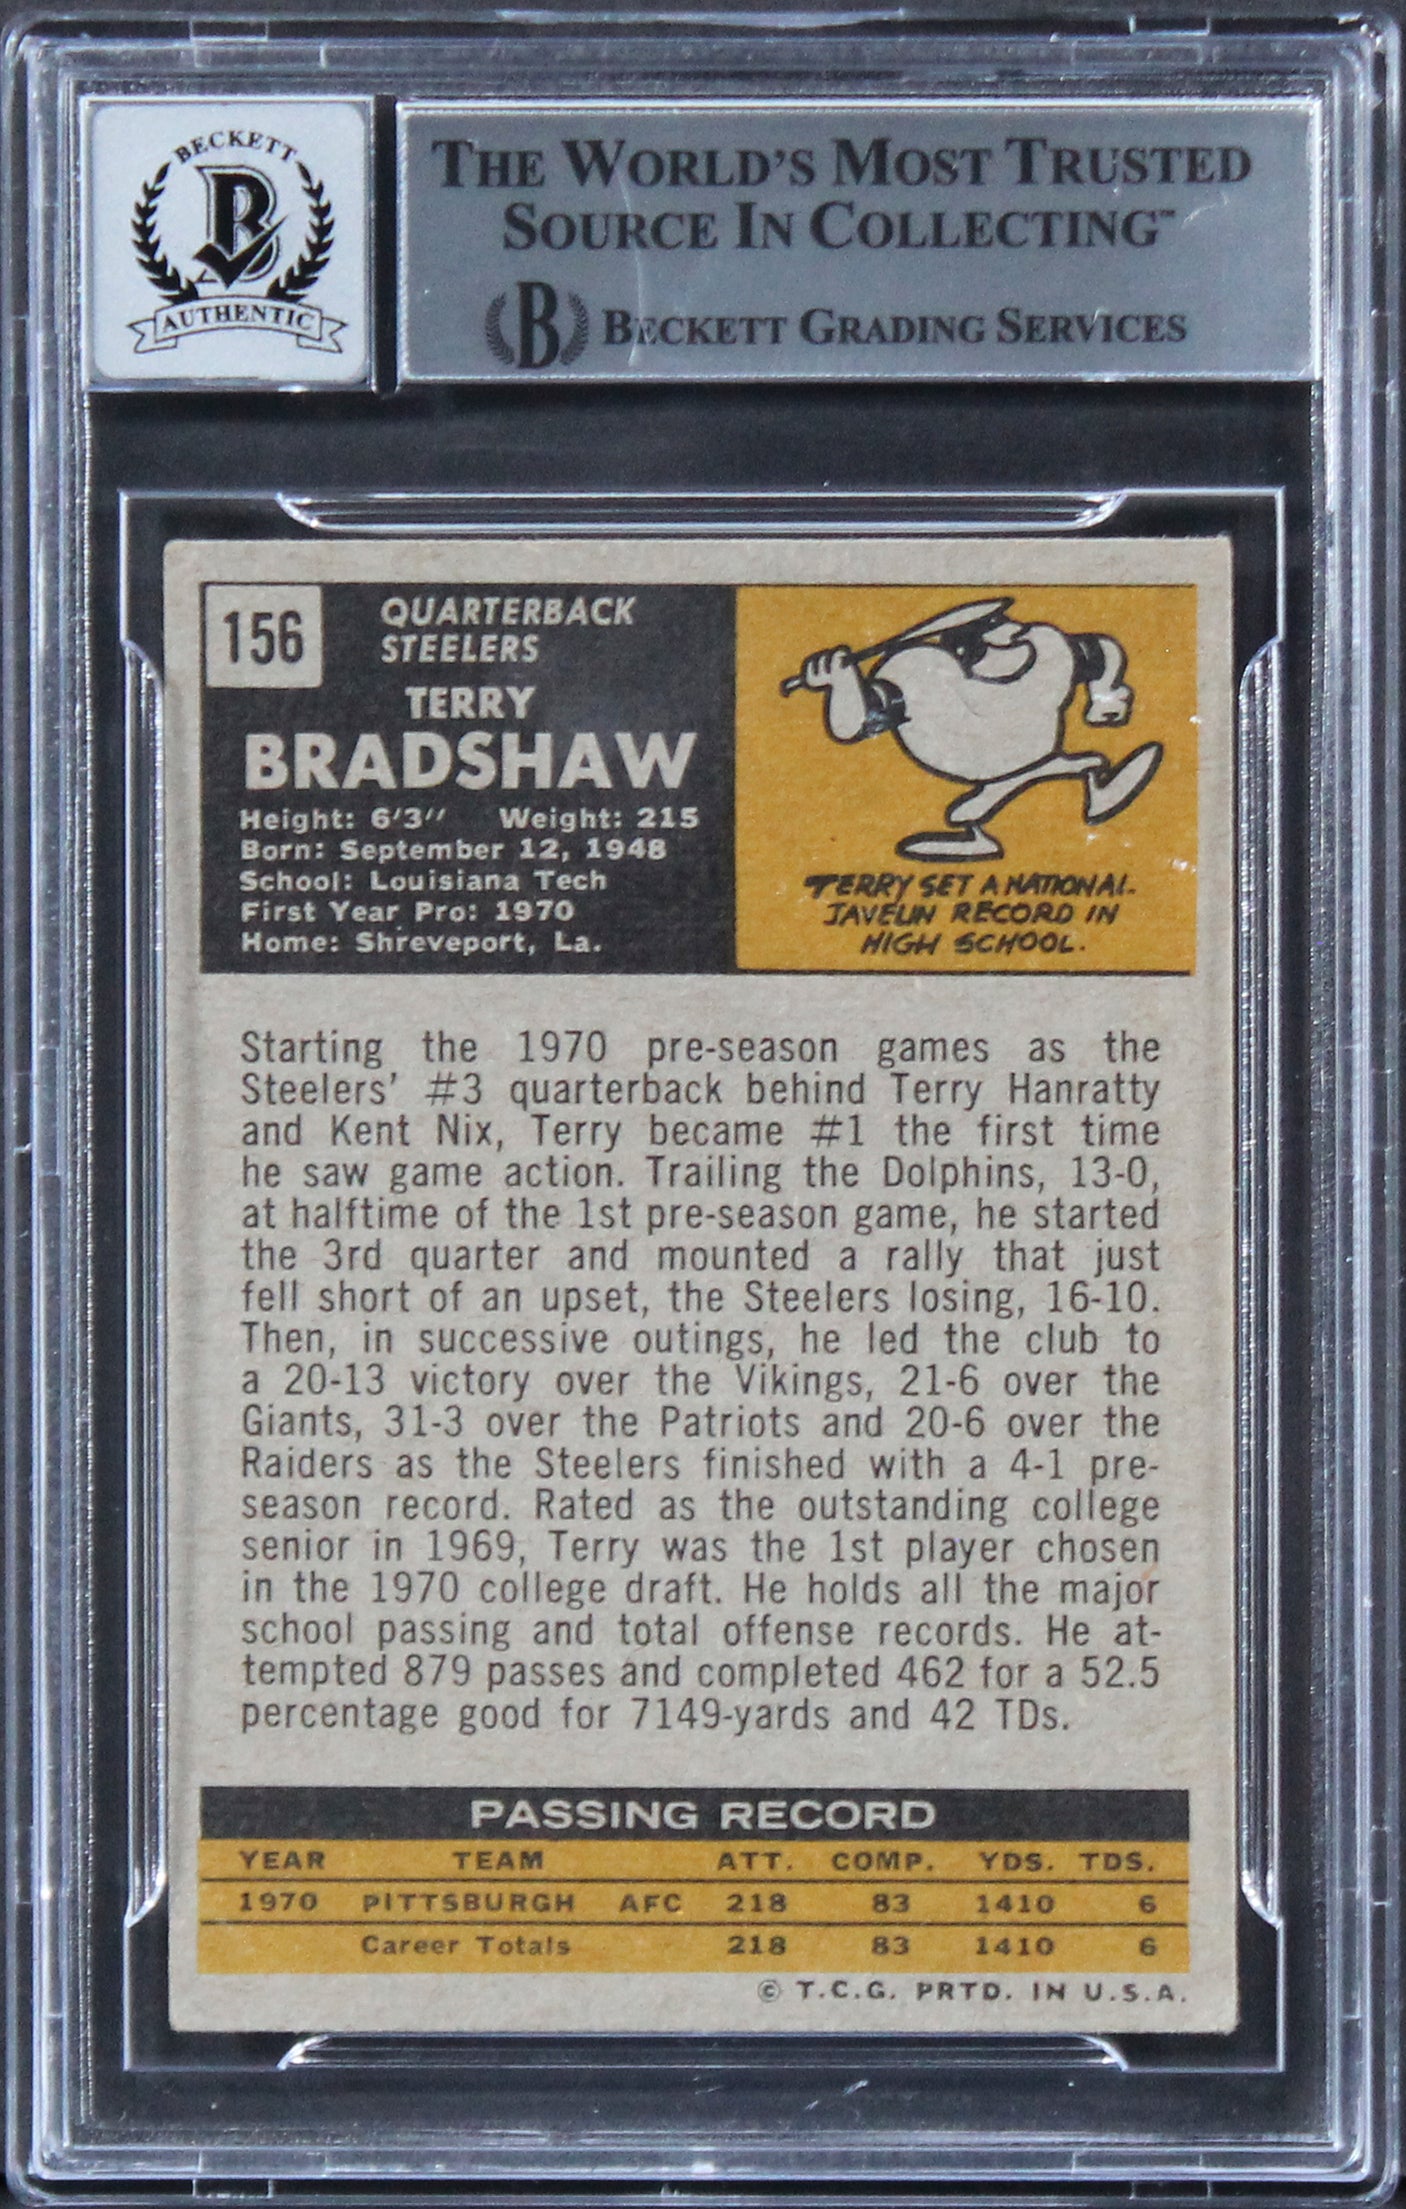 BECKETT
B
AUTHENTIC
THE WORLD'S MOST TRUSTED
SOURCE IN COLLECTING™
B BECKETT GRADING SERVICES
156
QUARTERBACK
STEELERS
TERRY
BRADSHAW
Height: 6'3" Weight: 215
Born: September 12, 1948
School: Louisiana Tech
First Year Pro: 1970
Home: Shreveport, La.
TERRY SET A NATIONAL
JAVELIN RECORD IN
HIGH SCHOOL.
Starting the 1970 pre-season games as the
Steelers' #3 quarterback behind Terry Hanratty
and Kent Nix, Terry became #1 the first time
he saw game action. Trailing the Dolphins, 13-0,
at halftime of the 1st pre-season game, he started
the 3rd quarter and mounted a rally that just
fell short of an upset, the Steelers losing, 16-10.
Then, in successive outings, he led the club to
a 20-13 victory over the Vikings, 21-6 over the
Giants, 31-3 over the Patriots and 20-6 over the
Raiders as the Steelers finished with a 4-1 pre-
season record. Rated as the outstanding college
senior in 1969, Terry was the 1st player chosen
in the 1970 college draft. He holds all the major
school passing and total offense records. He at-
tempted 879 passes and completed 462 for a 52.5
percentage good for 7149-yards and 42 TDs.
PASSING RECORD
YEAR TEAM ATT. COMP. YDS. TDS.
1970 PITTSBURGH AFC 218 83 1410 6
Career Totals 218 83 1410 6
© T.C.G. PRTD. IN U.S.A.